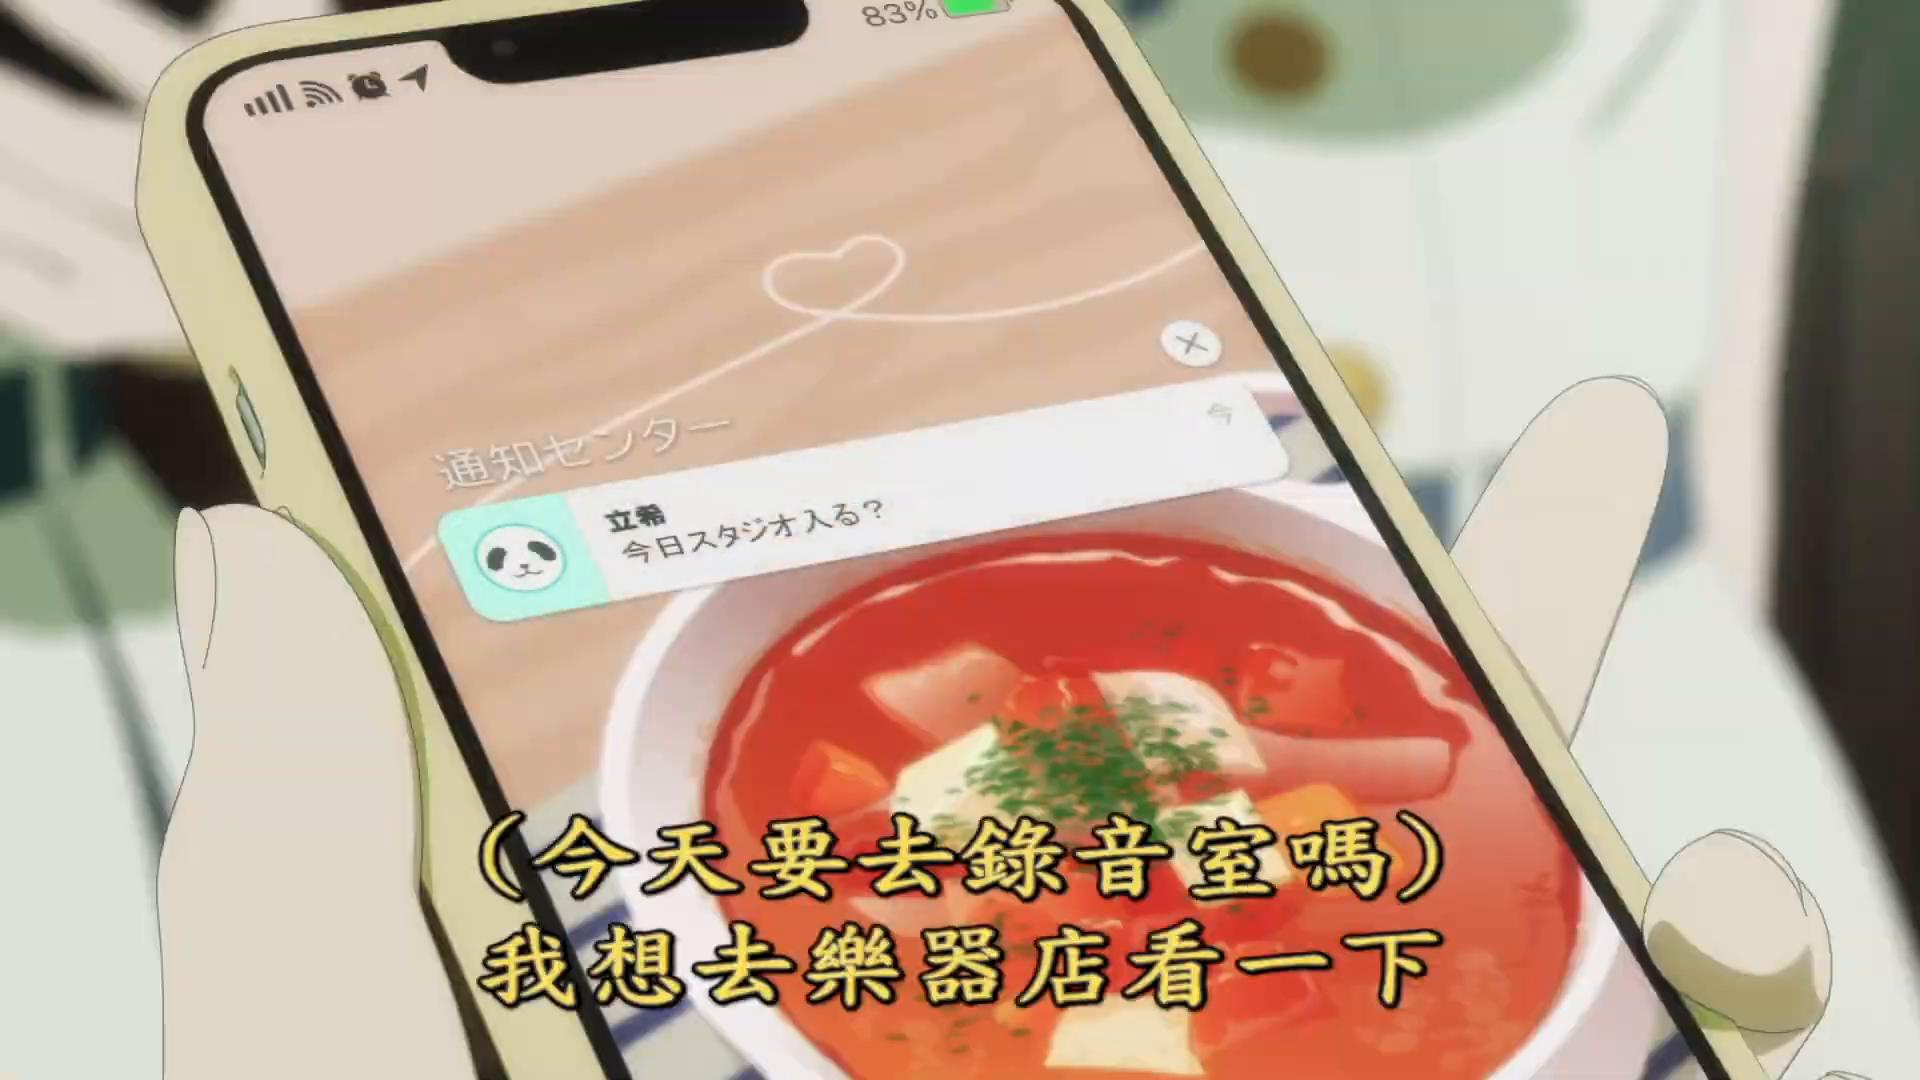 83%
通知センター
今
立希
今日スタジオ入る?
(今天要去錄音室嗎)
我想去樂器店看一下